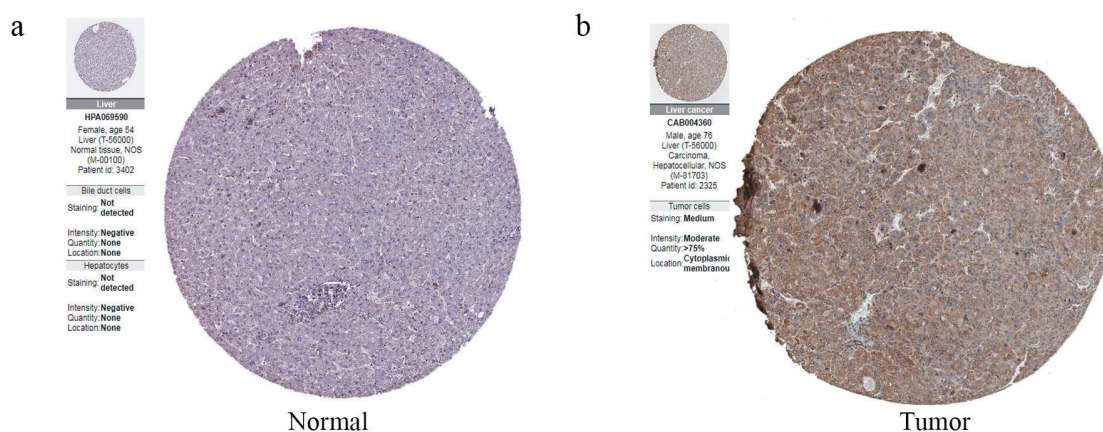 a
Liver
HPA069590
Female, age 54
Liver (T-56000)
Normal tissue, NOS
(M-00100)
Patient id: 3402
Bile duct cells
Staining: Not
detected
Intensity: Negative
Quantity: None
Location: None
Hepatocytes
Staining: Not
detected
Intensity: Negative
Quantity: None
Location: None
Normal
b
Liver cancer
CAB004360
Male, age 76
Liver (T-56000)
Carcinoma,
Hepatocellular, NOS
(M-81703)
Patient id: 2325
Tumor cells
Staining: Medium
Intensity: Moderate
Quantity: >75%
Location: Cytoplasmic
membranou
Tumor